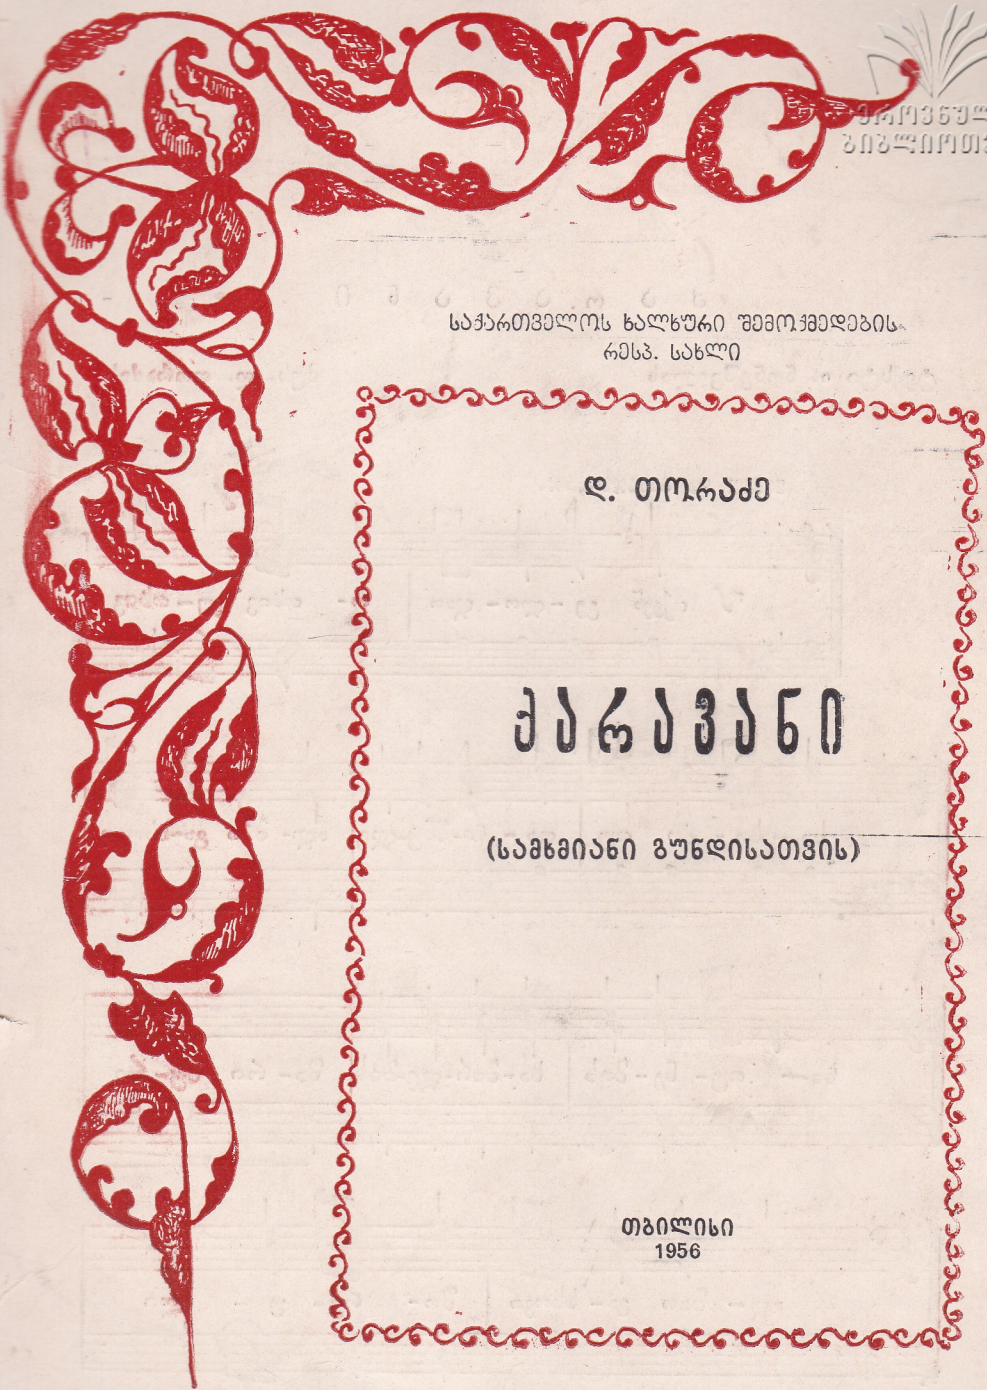 საქართველოს ხალხური შემოქმედების
რესპ. სახლი
დ. თორაძე
ქარავანი
(სამხმიანი გუნდისათვის)
თბილისი
1956